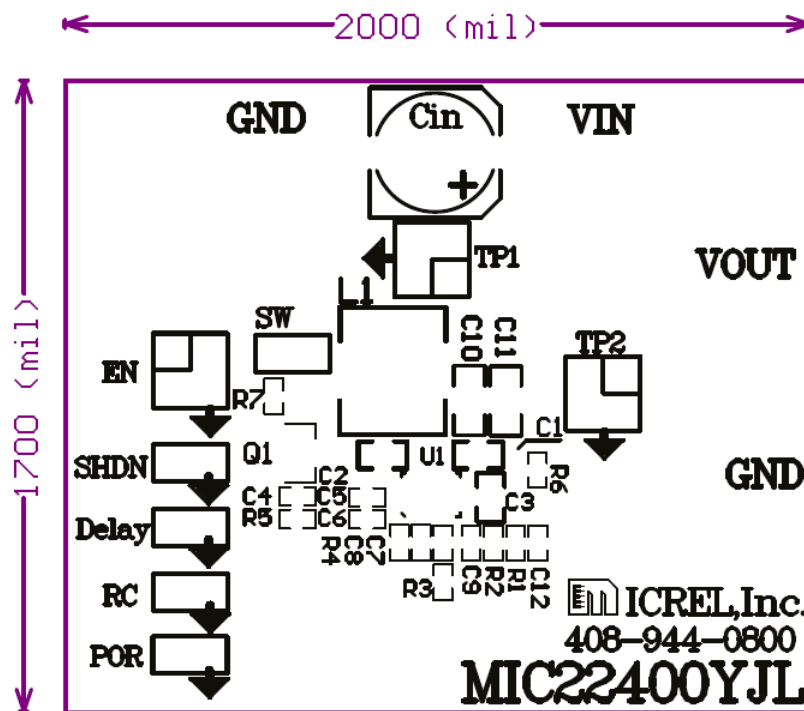 2000 (mil)
GND
Cin
VIN
+
TP1
VOUT
L1
SW
1700 (mil)
C10
C11
TP2
EN
R7
C1
SHDN
Q1
U1
C2
R6
GND
C4
C5
C3
R5
C6
Delay
R4
C8
C7
R3
C9
R2
R1
C12
RC
ICREL,Inc.
408-944-0800
POR
MIC22400YJL